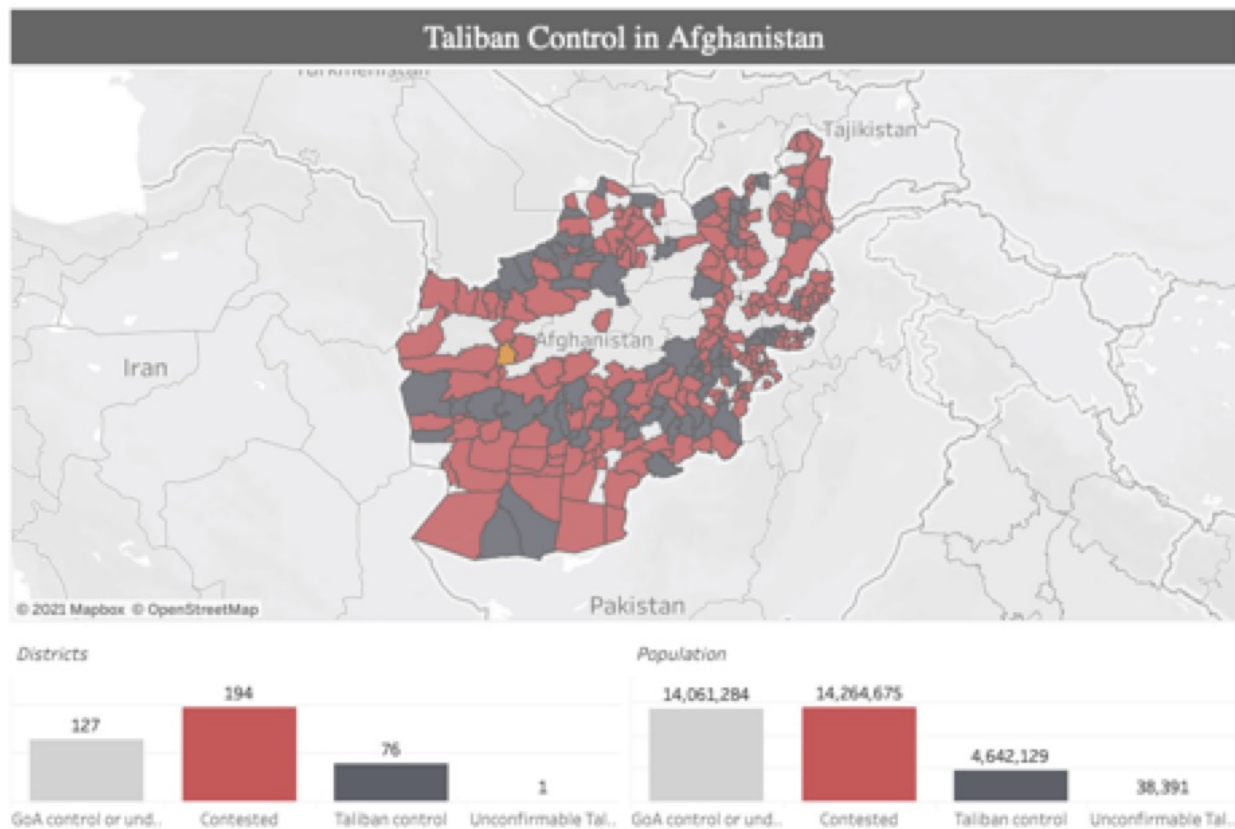 Taliban Control in Afghanistan
Turkmenistan
Tajikistan
Afghanistan
Iran
Pakistan
© 2021 Mapbox © OpenStreetMap
Districts
127
194
76
1
GoA control or und..
Contested
Taliban control
Unconfirmable Tal..
Population
14,061,284
14,264,675
4,642,129
38,391
GoA control or und..
Contested
Taliban control
Unconfirmable Tal..